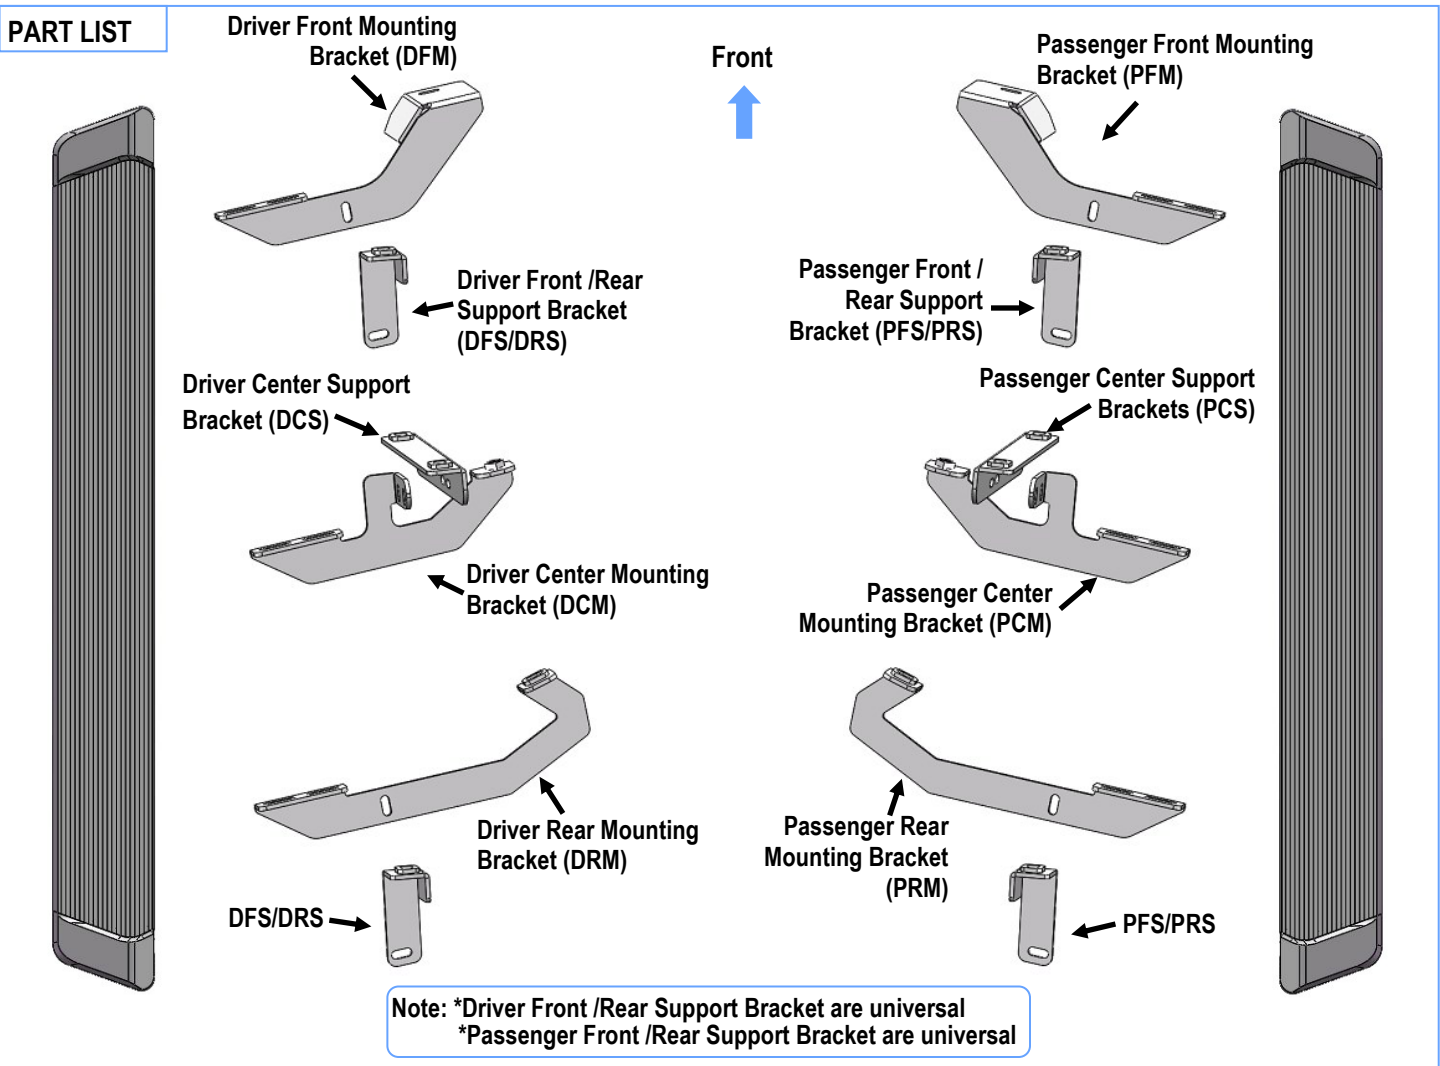 PART LIST
Driver Front Mounting
Bracket (DFM)
Front
Passenger Front Mounting
Bracket (PFM)
Driver Front /Rear
Support Bracket
(DFS/DRS)
Passenger Front /
Rear Support
Bracket (PFS/PRS)
Driver Center Support
Bracket (DCS)
Passenger Center Support
Brackets (PCS)
Driver Center Mounting
Bracket (DCM)
Passenger Center
Mounting Bracket (PCM)
Driver Rear Mounting
Bracket (DRM)
Passenger Rear
Mounting Bracket
(PRM)
DFS/DRS
PFS/PRS
Note: *Driver Front /Rear Support Bracket are universal
*Passenger Front /Rear Support Bracket are universal